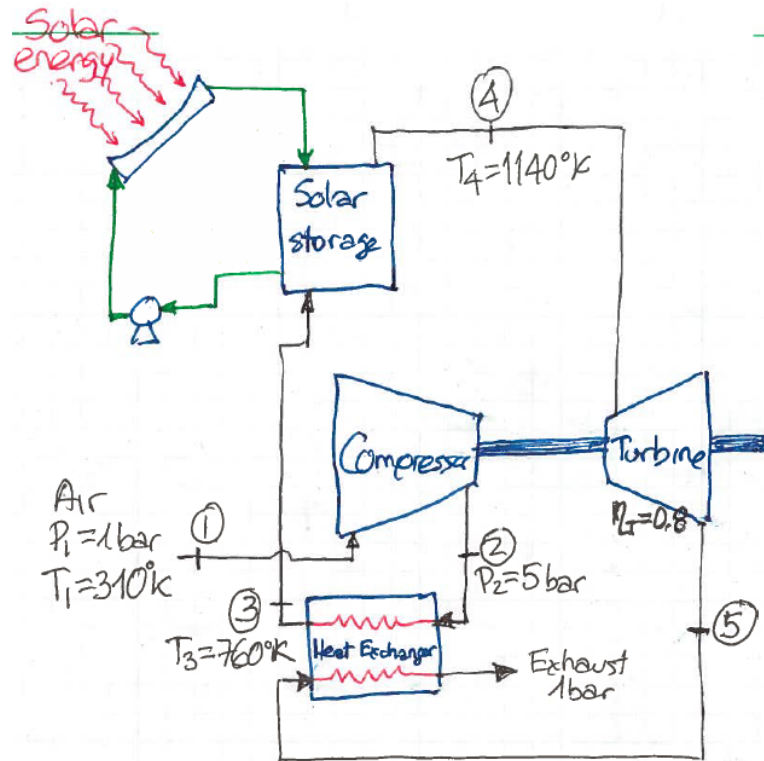 Solar
energy
④
T₄=1140°K
Solar
storage
Compressor
Turbine
η_T=0.8
Air
P₁=1bar
T₁=310°K
①
②
P₂=5bar
③
T₃=760°K
Heat Exchanger
⑤
Exhaust
1bar